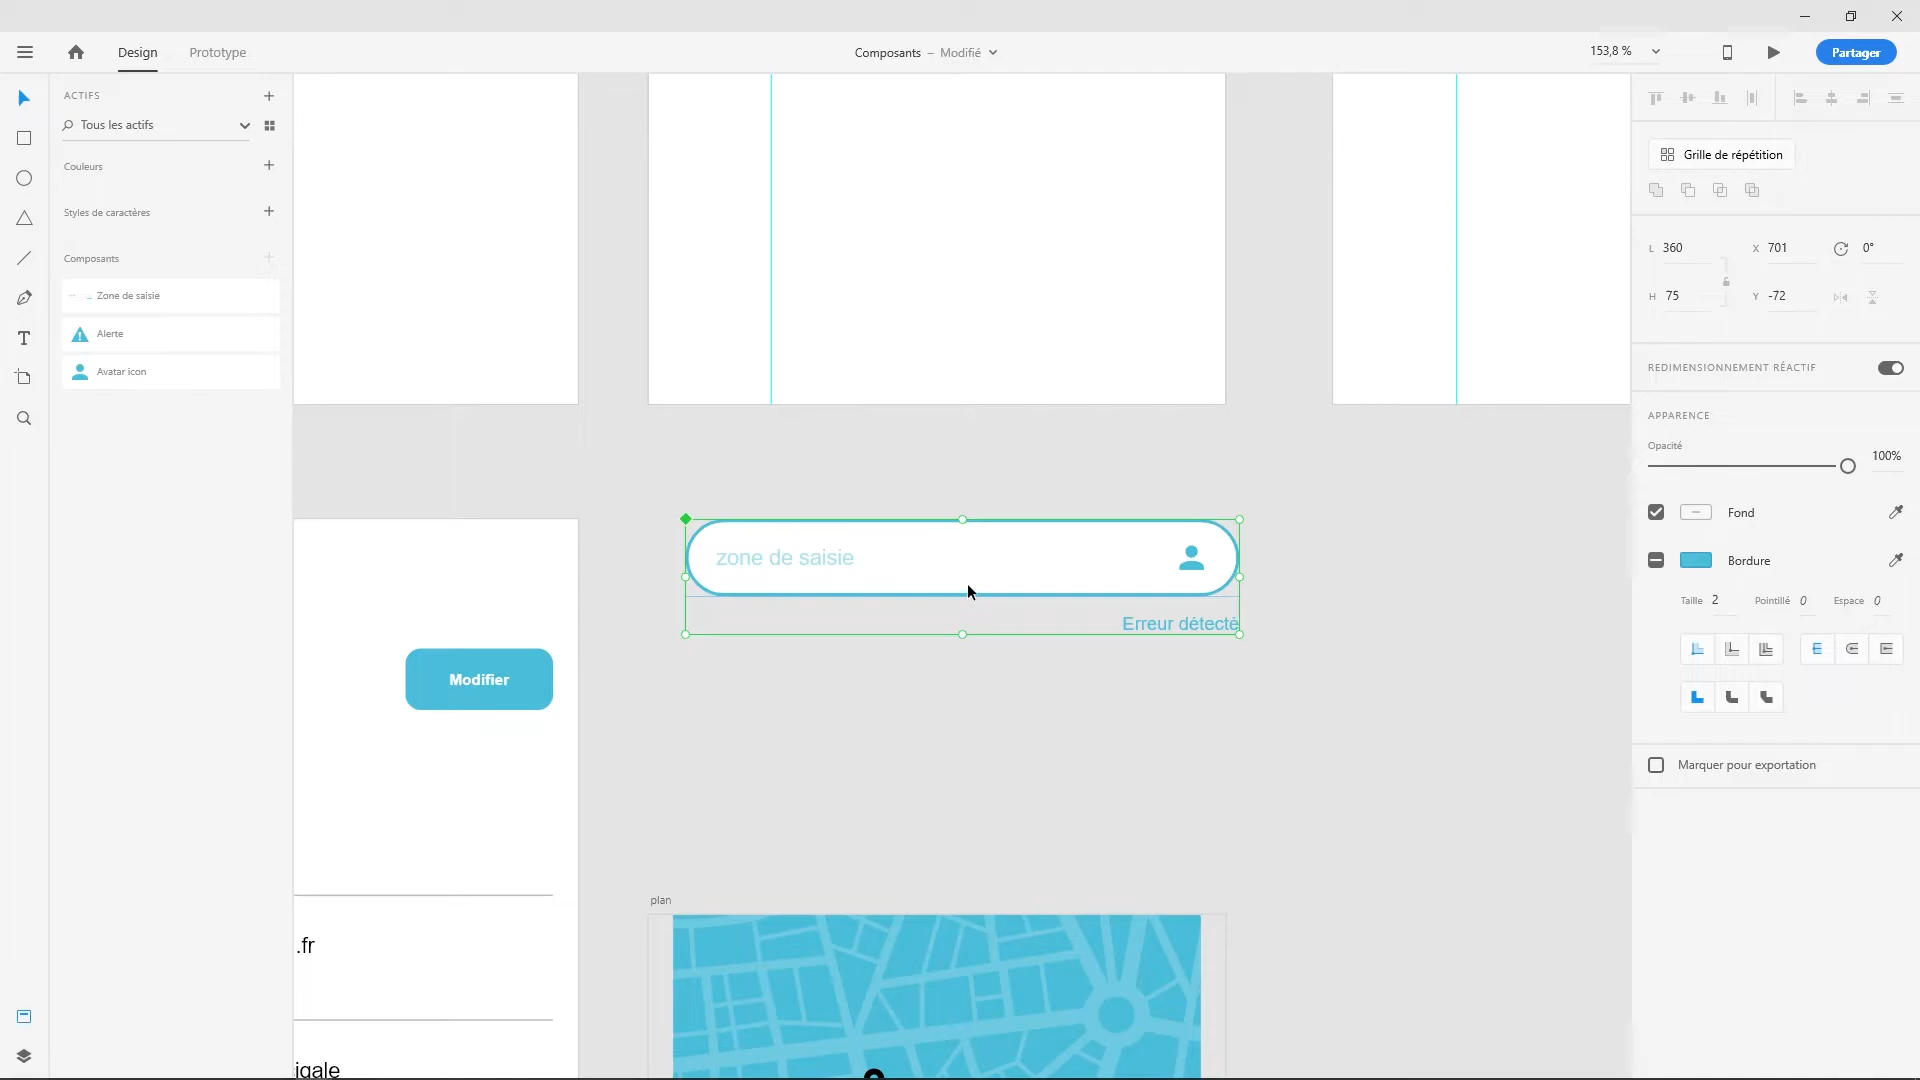 Design
Prototype
Composants – Modifié
153,8 %
Partager
ACTIFS
Tous les actifs
Couleurs
Styles de caractères
Composants
Zone de saisie
Alerte
Avatar icon
Grille de répétition
L 360
X 701
0°
H 75
Y -72
REDIMENSIONNEMENT RÉACTIF
APPARENCE
Opacité
100%
Fond
Bordure
Taille 2
Pointillé 0
Espace 0
Marquer pour exportation
zone de saisie
Erreur détecté
Modifier
plan
.fr
igale